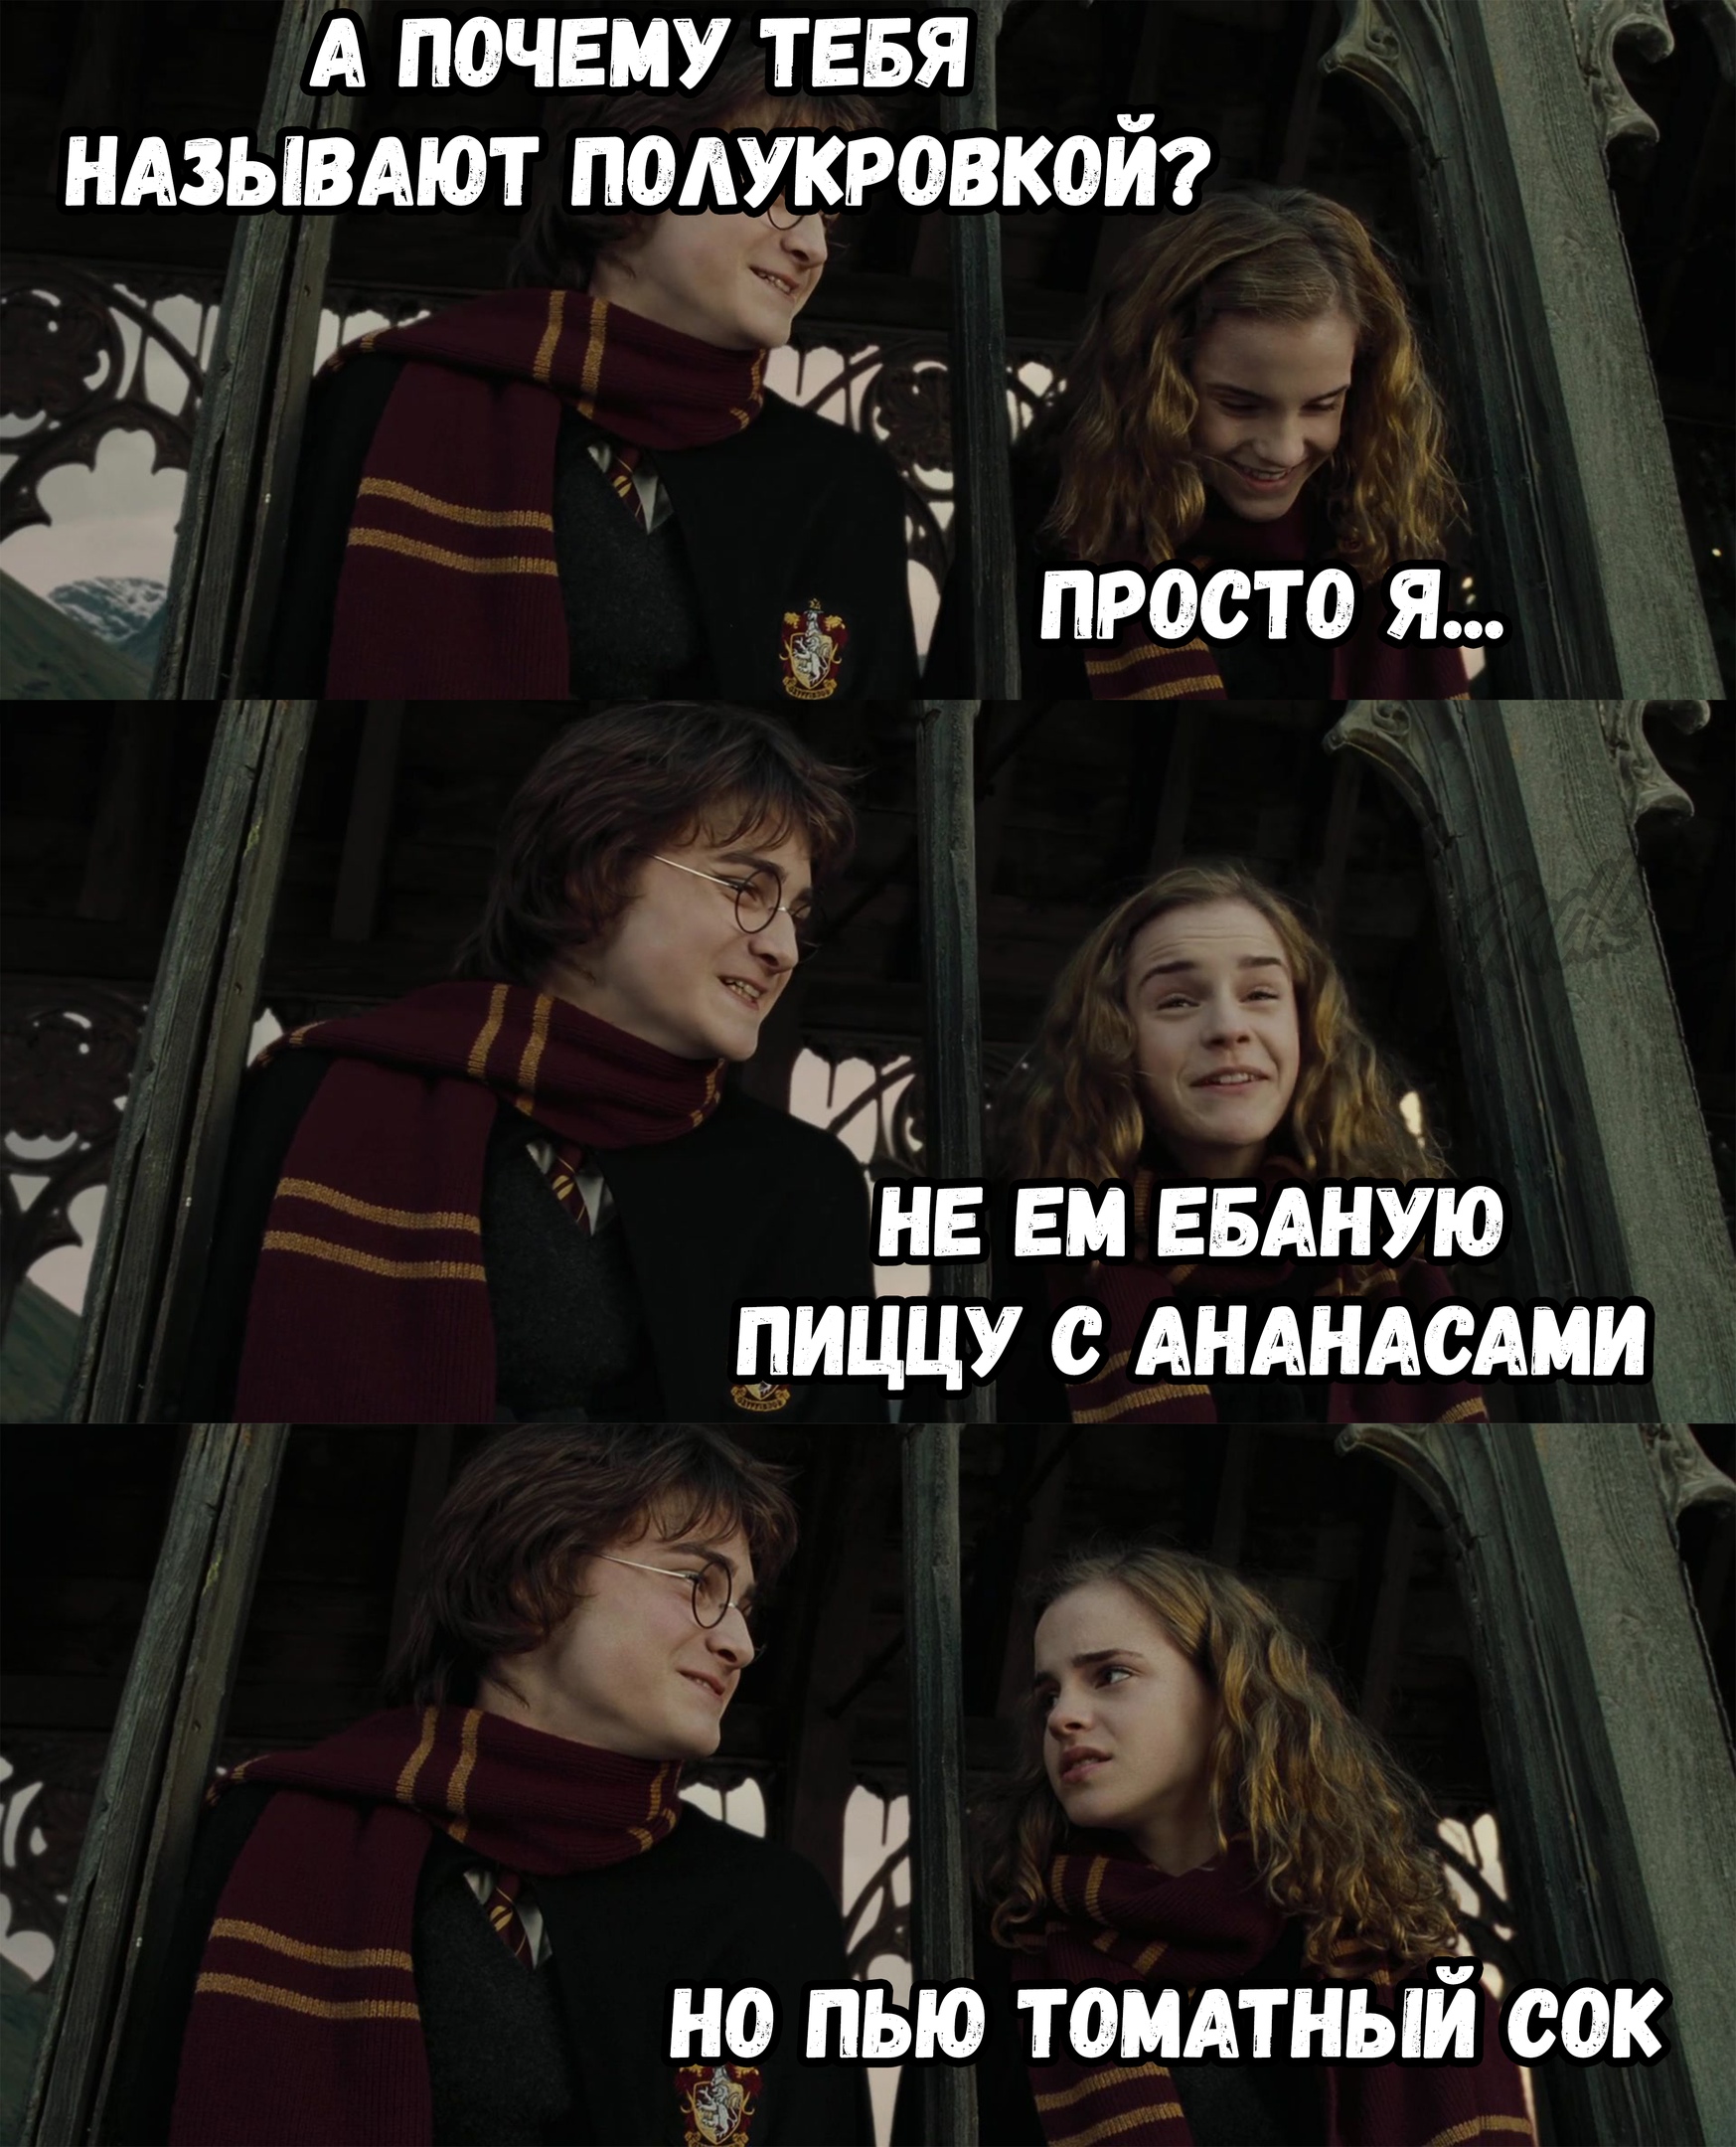 А ПОЧЕМУ ТЕБЯ
НАЗЫВАЮТ ПОЛУКРОВКОЙ?
ПРОСТО Я...
НЕ ЕМ ЕБАНУЮ
ПИЦЦУ С АНАНАСАМИ
НО ПЬЮ ТОМАТНЫЙ СОК